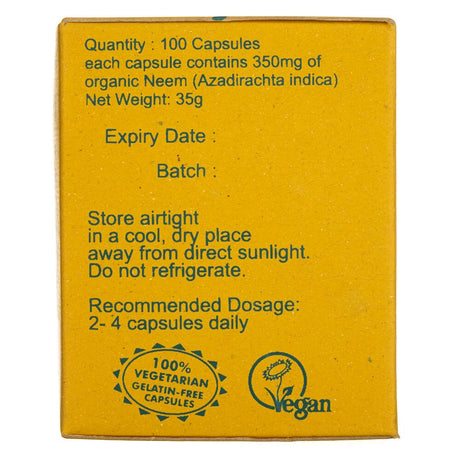 Quantity : 100 Capsules
each capsule contains 350mg of
organic Neem (Azadirachta indica)
Net Weight: 35g
Expiry Date :
Batch :
Store airtight
in a cool, dry place
away from direct sunlight.
Do not refrigerate.
Recommended Dosage:
2- 4 capsules daily
100%
VEGETARIAN
GELATIN-FREE
CAPSULES
Vegan